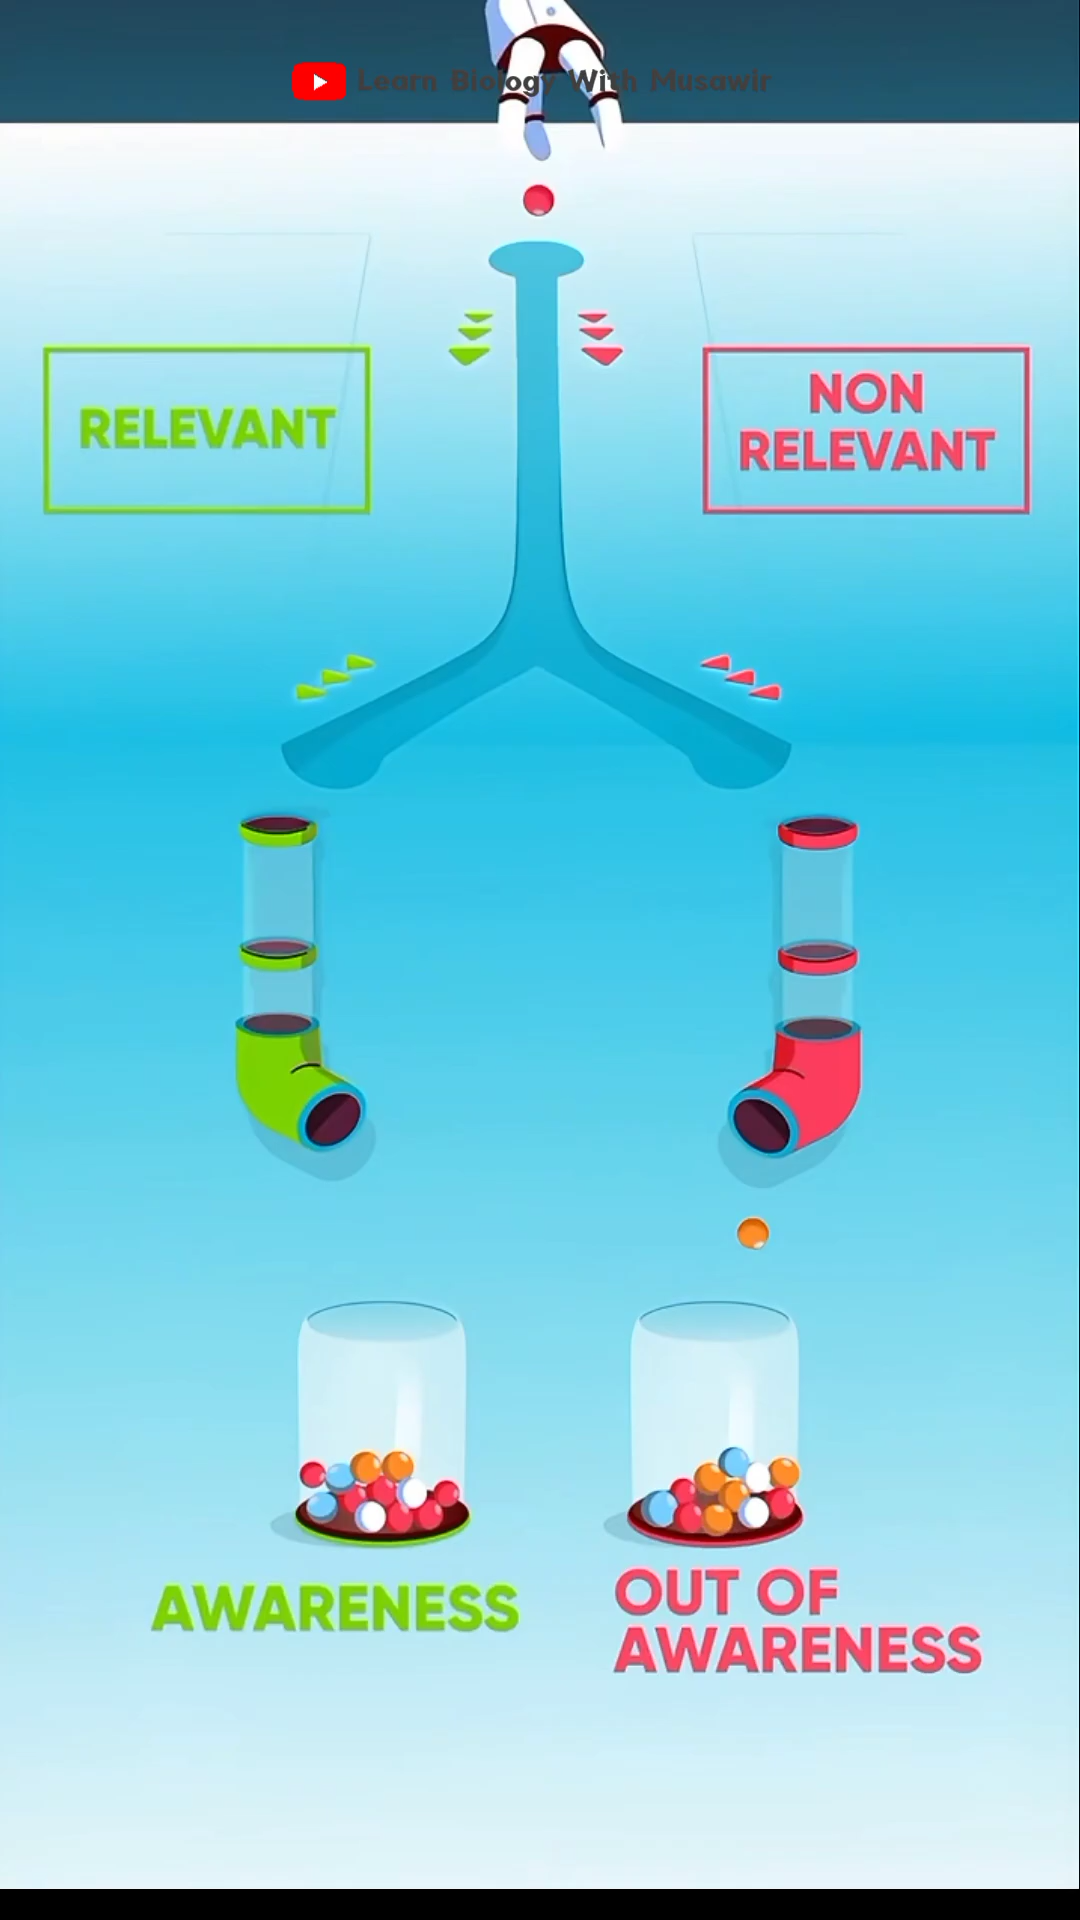 Learn Biology With Musawir
RELEVANT
NON
RELEVANT
AWARENESS
OUT OF
AWARENESS